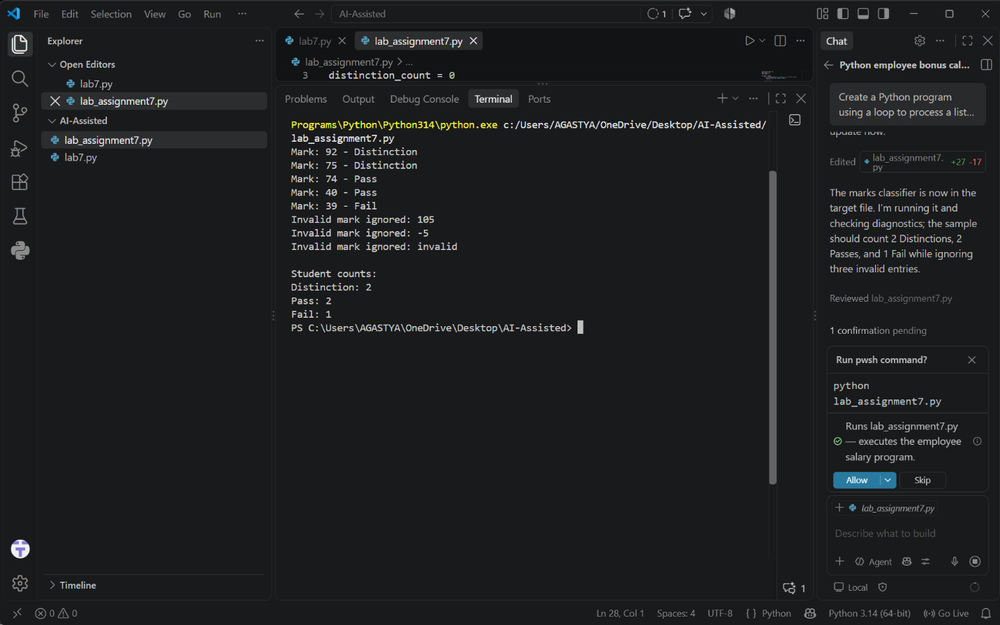 File Edit Selection View Go Run ···
AI-Assisted
1
Explorer
Open Editors
lab7.py
lab_assignment7.py
AI-Assisted
lab_assignment7.py
lab7.py
Timeline
lab7.py
lab_assignment7.py
lab_assignment7.py > ...
3 distinction_count = 0
Problems Output Debug Console Terminal Ports
Programs\Python\Python314\python.exe c:/Users/AGASTYA/OneDrive/Desktop/AI-Assisted/
lab_assignment7.py
Mark: 92 - Distinction
Mark: 75 - Distinction
Mark: 74 - Pass
Mark: 40 - Pass
Mark: 39 - Fail
Invalid mark ignored: 105
Invalid mark ignored: -5
Invalid mark ignored: invalid
Student counts:
Distinction: 2
Pass: 2
Fail: 1
PS C:\Users\AGASTYA\OneDrive\Desktop\AI-Assisted>
1
Chat
Python employee bonus cal...
Create a Python program
using a loop to process a list...
update now.
Edited lab_assignment7.
py +27 -17
The marks classifier is now in the
target file. I'm running it and
checking diagnostics; the sample
should count 2 Distinctions, 2
Passes, and 1 Fail while ignoring
three invalid entries.
Reviewed lab_assignment7.py
1 confirmation pending
Run pwsh command?
python
lab_assignment7.py
Runs lab_assignment7.py
— executes the employee
salary program.
Allow Skip
lab_assignment7.py
Describe what to build
Agent
Local
0 0
Ln 28, Col 1 Spaces: 4 UTF-8 { } Python Python 3.14 (64-bit) Go Live